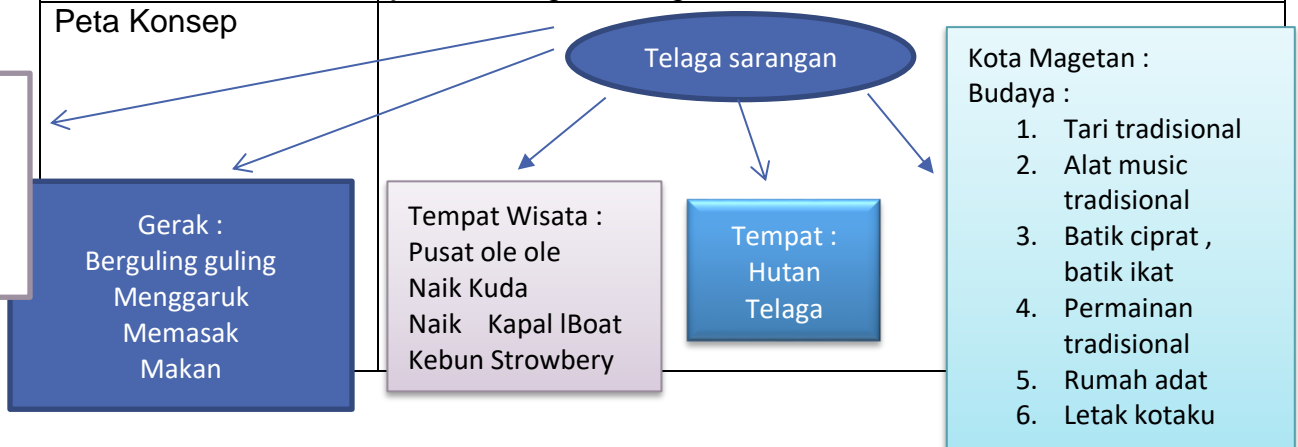 Peta Konsep
Telaga sarangan
Gerak :
Berguling guling
Menggaruk
Memasak
Makan
Tempat Wisata :
Pusat ole ole
Naik Kuda
Naik Kapal lBoat
Kebun Strowbery
Tempat :
Hutan
Telaga
Kota Magetan :
Budaya :
1. Tari tradisional
2. Alat music
tradisional
3. Batik ciprat ,
batik ikat
4. Permainan
tradisional
5. Rumah adat
6. Letak kotaku